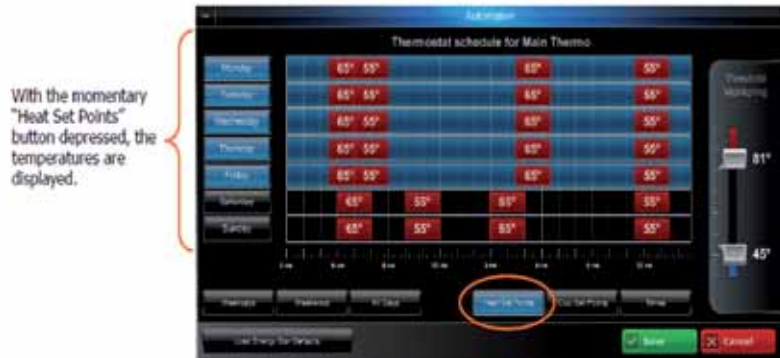 With the momentary
"Heat Set Points"
button depressed, the
temperatures are
displayed.
Automation
Thermostat schedule for Main Thermo
Monday 65° 55° 65° 55°
Tuesday 65° 55° 65° 55°
Wednesday 65° 55° 65° 55°
Thursday 65° 55° 65° 55°
Friday 65° 55° 65° 55°
Saturday 65° 55° 65° 55°
Sunday 65° 55° 65° 55°
Threshold
81°
45°
Weekdays Weekend All Days Heat Set Points Cool Set Points
Use Energy Star Defaults Save Cancel